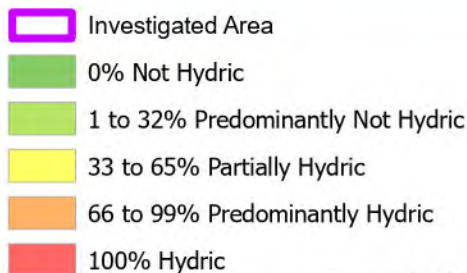 Investigated Area
0% Not Hydric
1 to 32% Predominantly Not Hydric
33 to 65% Partially Hydric
66 to 99% Predominantly Hydric
100% Hydric